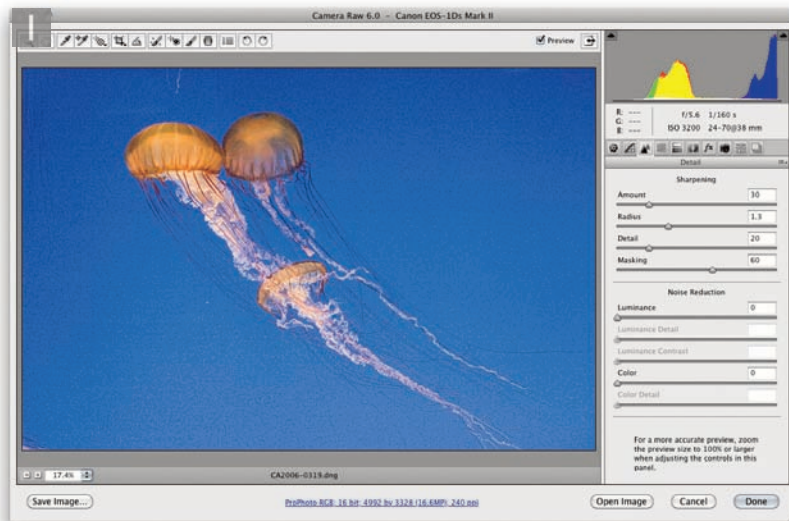 1
Camera Raw 6.0 – Canon EOS-1Ds Mark II
Preview
R: ---
G: ---
B: ---
f/5.6 1/160 s
ISO 3200 24-70@38 mm
Detail
Sharpening
Amount 30
Radius 1.3
Detail 20
Masking 60
Noise Reduction
Luminance 0
Luminance Detail
Luminance Contrast
Color 0
Color Detail
For a more accurate preview, zoom
the preview size to 100% or larger
when adjusting the controls in this
panel.
17.4%
CA2006-0319.dng
Save Image...
ProPhoto RGB; 16 bit; 4992 by 3328 (16.6MP); 240 ppi
Open Image
Cancel
Done